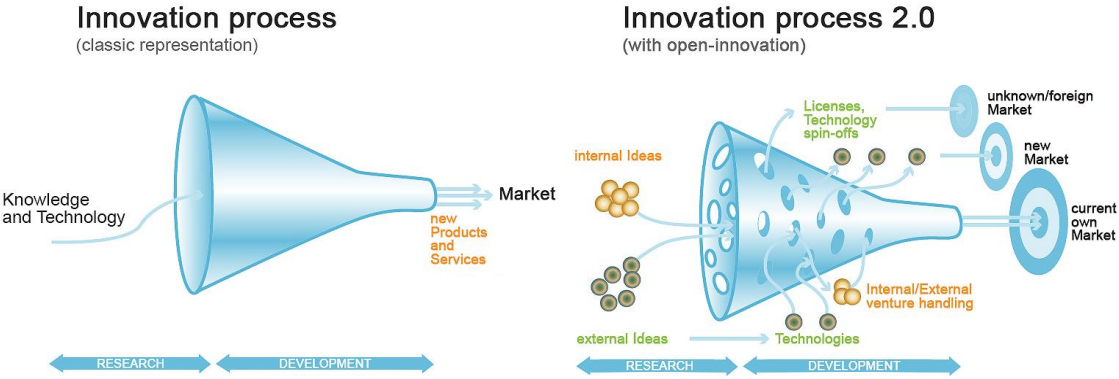 Innovation process
(classic representation)
Knowledge
and Technology
new
Products
and
Services
Market
RESEARCH
DEVELOPMENT
Innovation process 2.0
(with open-innovation)
internal Ideas
external Ideas
Licenses,
Technology
spin-offs
unknown/foreign
Market
new
Market
current
own
Market
Internal/External
venture handling
Technologies
RESEARCH
DEVELOPMENT